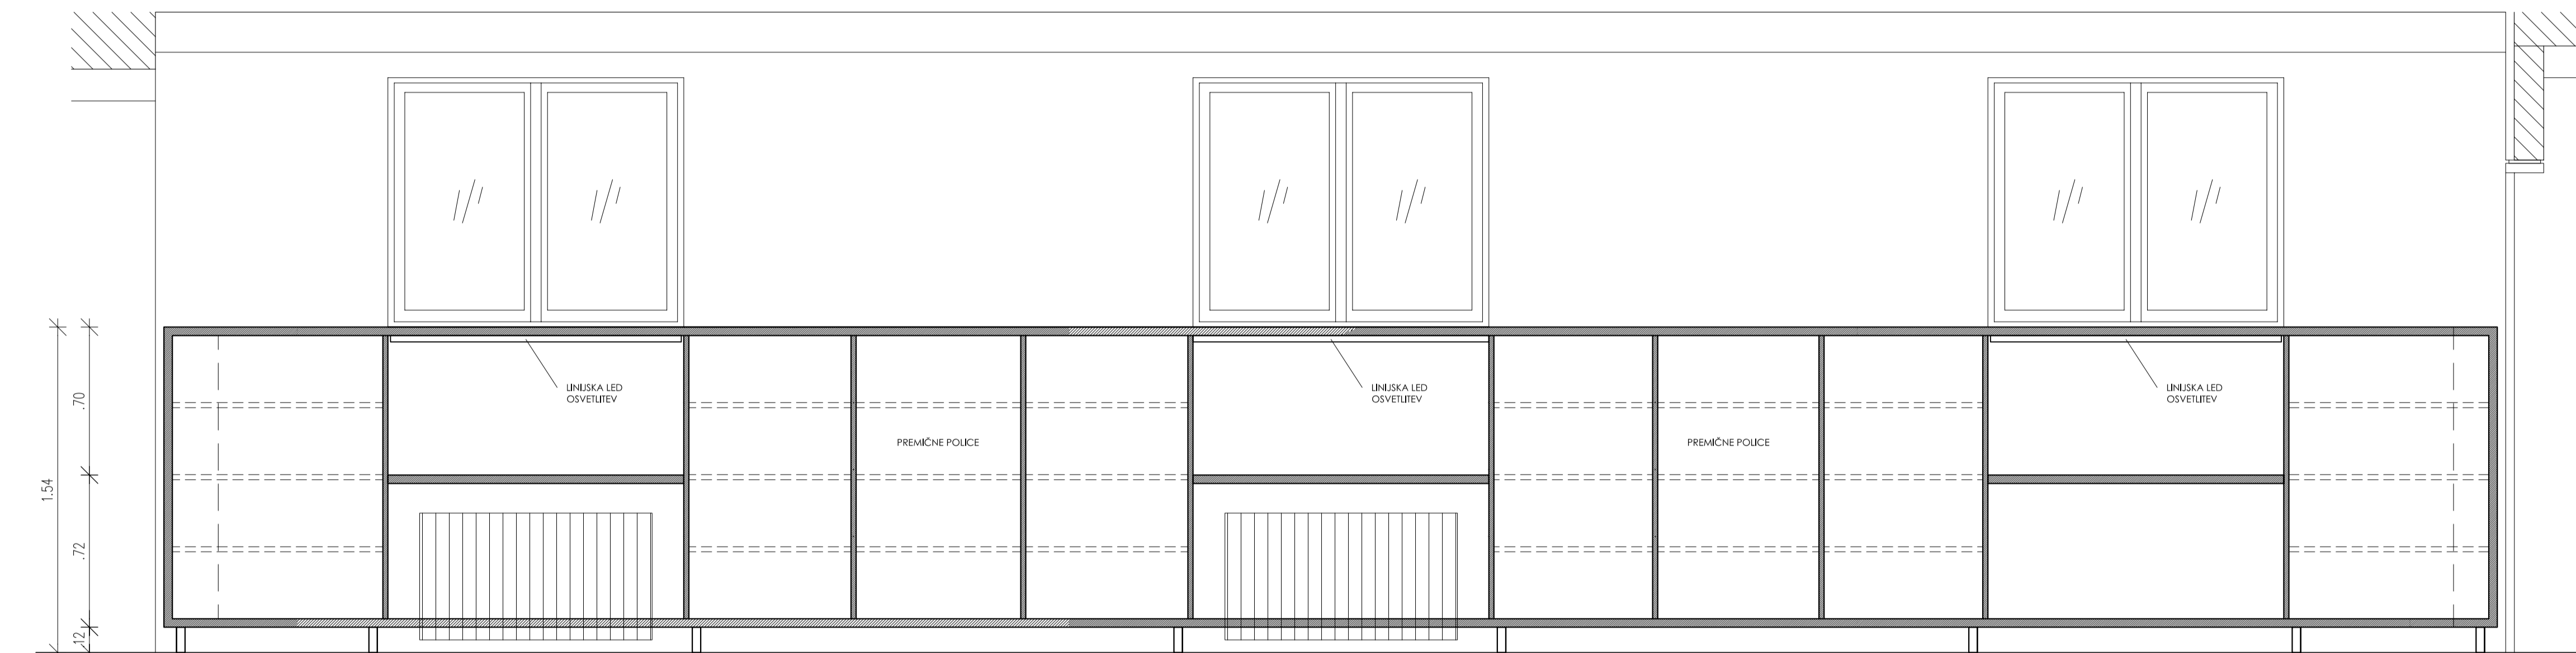 LINIJSKA LED
OSVETLITEV
LINIJSKA LED
OSVETLITEV
LINIJSKA LED
OSVETLITEV
PREMIČNE POLICE
PREMIČNE POLICE
1.54
.70
.72
.12